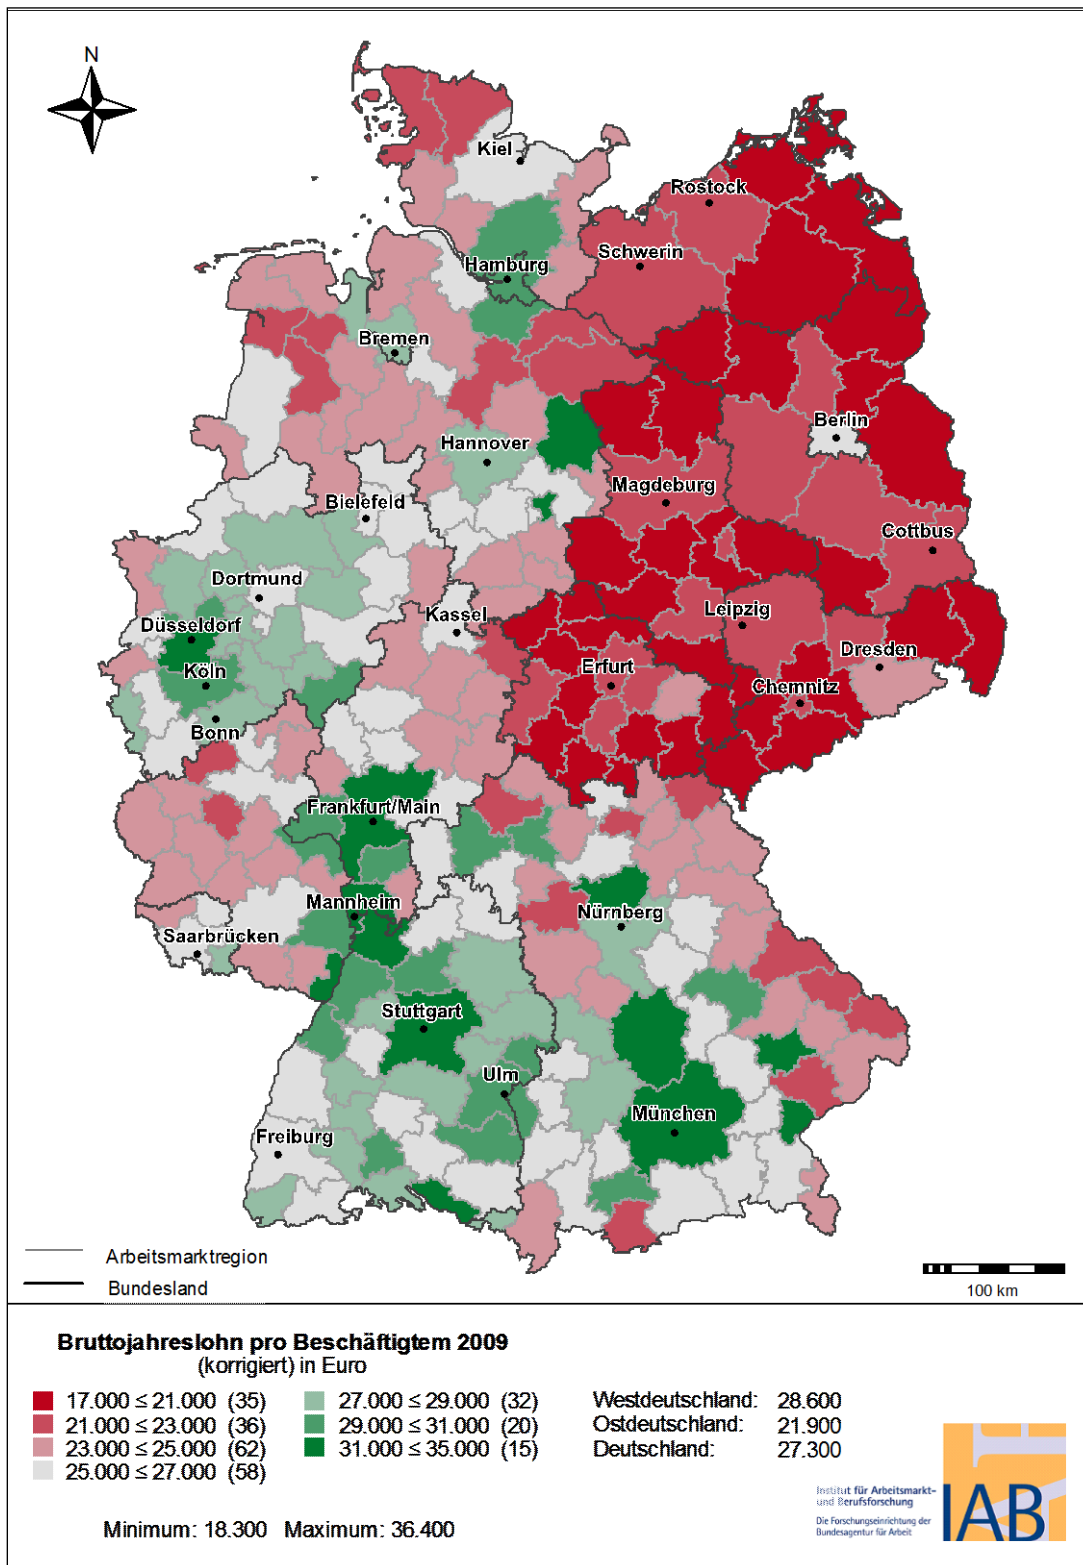 N
Kiel
Rostock
Schwerin
Hamburg
Bremen
Berlin
Hannover
Magdeburg
Bielefeld
Cottbus
Dortmund
Kassel
Leipzig
Düsseldorf
Dresden
Köln
Erfurt
Chemnitz
Bonn
Frankfurt/Main
Mannheim
Nürnberg
Saarbrücken
Stuttgart
Ulm
München
Freiburg
Arbeitsmarktregion
Bundesland
100 km
Bruttojahreslohn pro Beschäftigtem 2009
(korrigiert) in Euro
17.000 ≤ 21.000 (35) 27.000 ≤ 29.000 (32) Westdeutschland: 28.600
21.000 ≤ 23.000 (36) 29.000 ≤ 31.000 (20) Ostdeutschland: 21.900
23.000 ≤ 25.000 (62) 31.000 ≤ 35.000 (15) Deutschland: 27.300
25.000 ≤ 27.000 (58)
Minimum: 18.300 Maximum: 36.400
Institut für Arbeitsmarkt-
und Berufsforschung
Die Forschungseinrichtung der
Bundesagentur für Arbeit
IAB